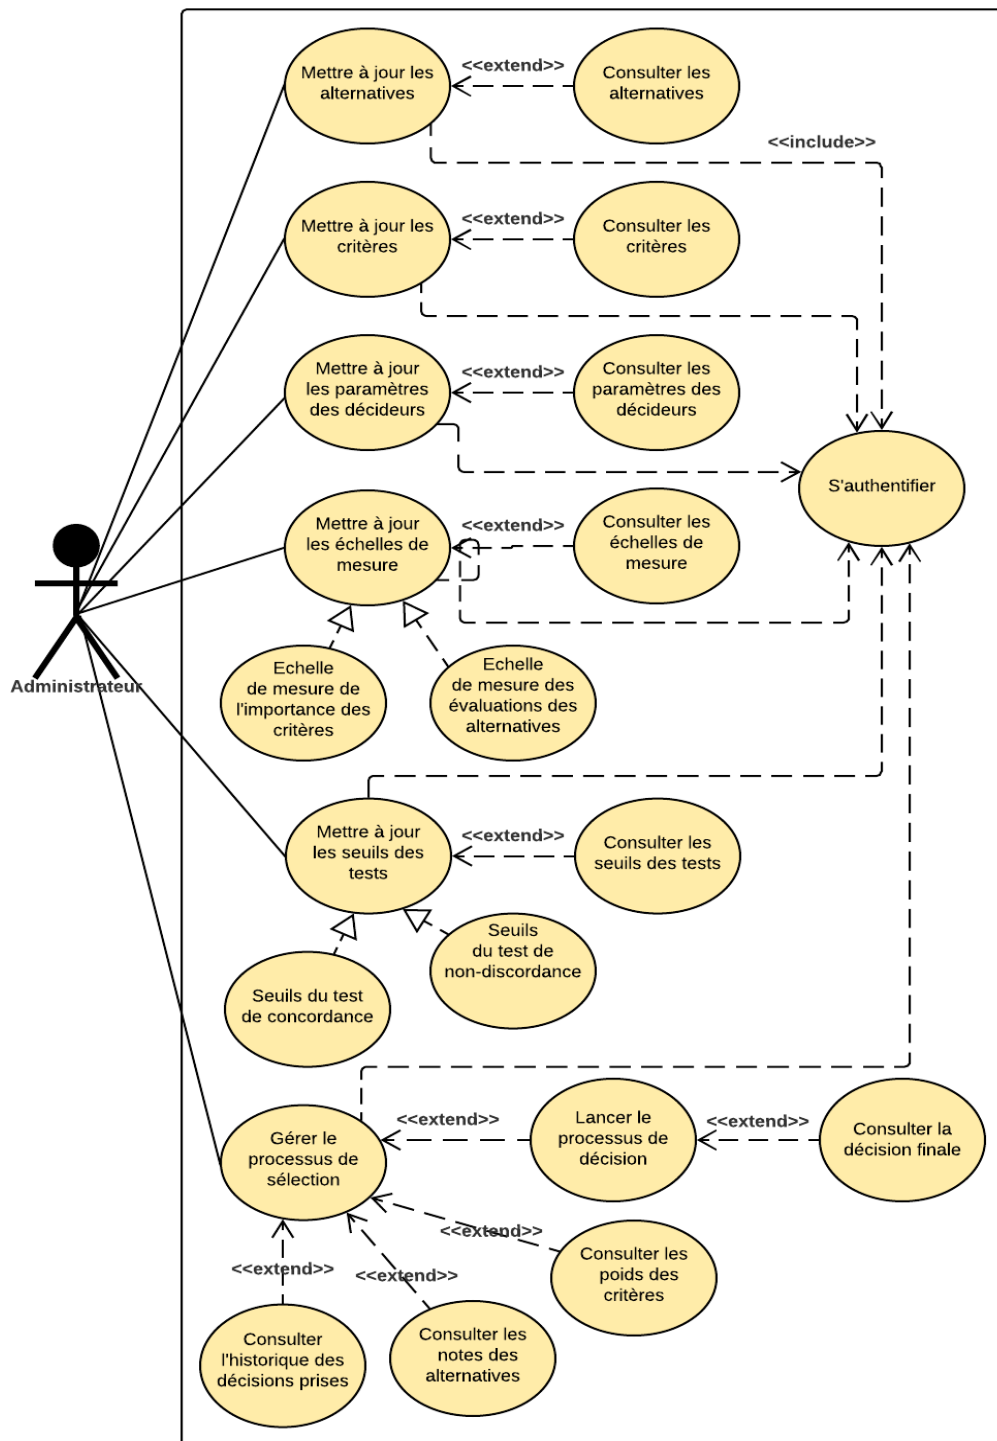 Mettre à jour les
alternatives
<<extend>>
Consulter les
alternatives
<<include>>
Mettre à jour les
critères
<<extend>>
Consulter les
critères
Mettre à jour
les paramètres
des décideurs
<<extend>>
Consulter les
paramètres des
décideurs
S'authentifier
Mettre à jour
les échelles de
mesure
<<extend>>
Consulter les
échelles de
mesure
Administrateur
Echelle
de mesure de
l'importance des
critères
Echelle
de mesure des
évaluations des
alternatives
Mettre à jour
les seuils des
tests
<<extend>>
Consulter les
seuils des tests
Seuils
du test de
non-discordance
Seuils du test
de concordance
Gérer le
processus de
sélection
<<extend>>
Lancer le
processus de
décision
<<extend>>
Consulter la
décision finale
<<extend>>
Consulter les
poids des
critères
<<extend>>
<<extend>>
Consulter
l'historique des
décisions prises
Consulter les
notes des
alternatives